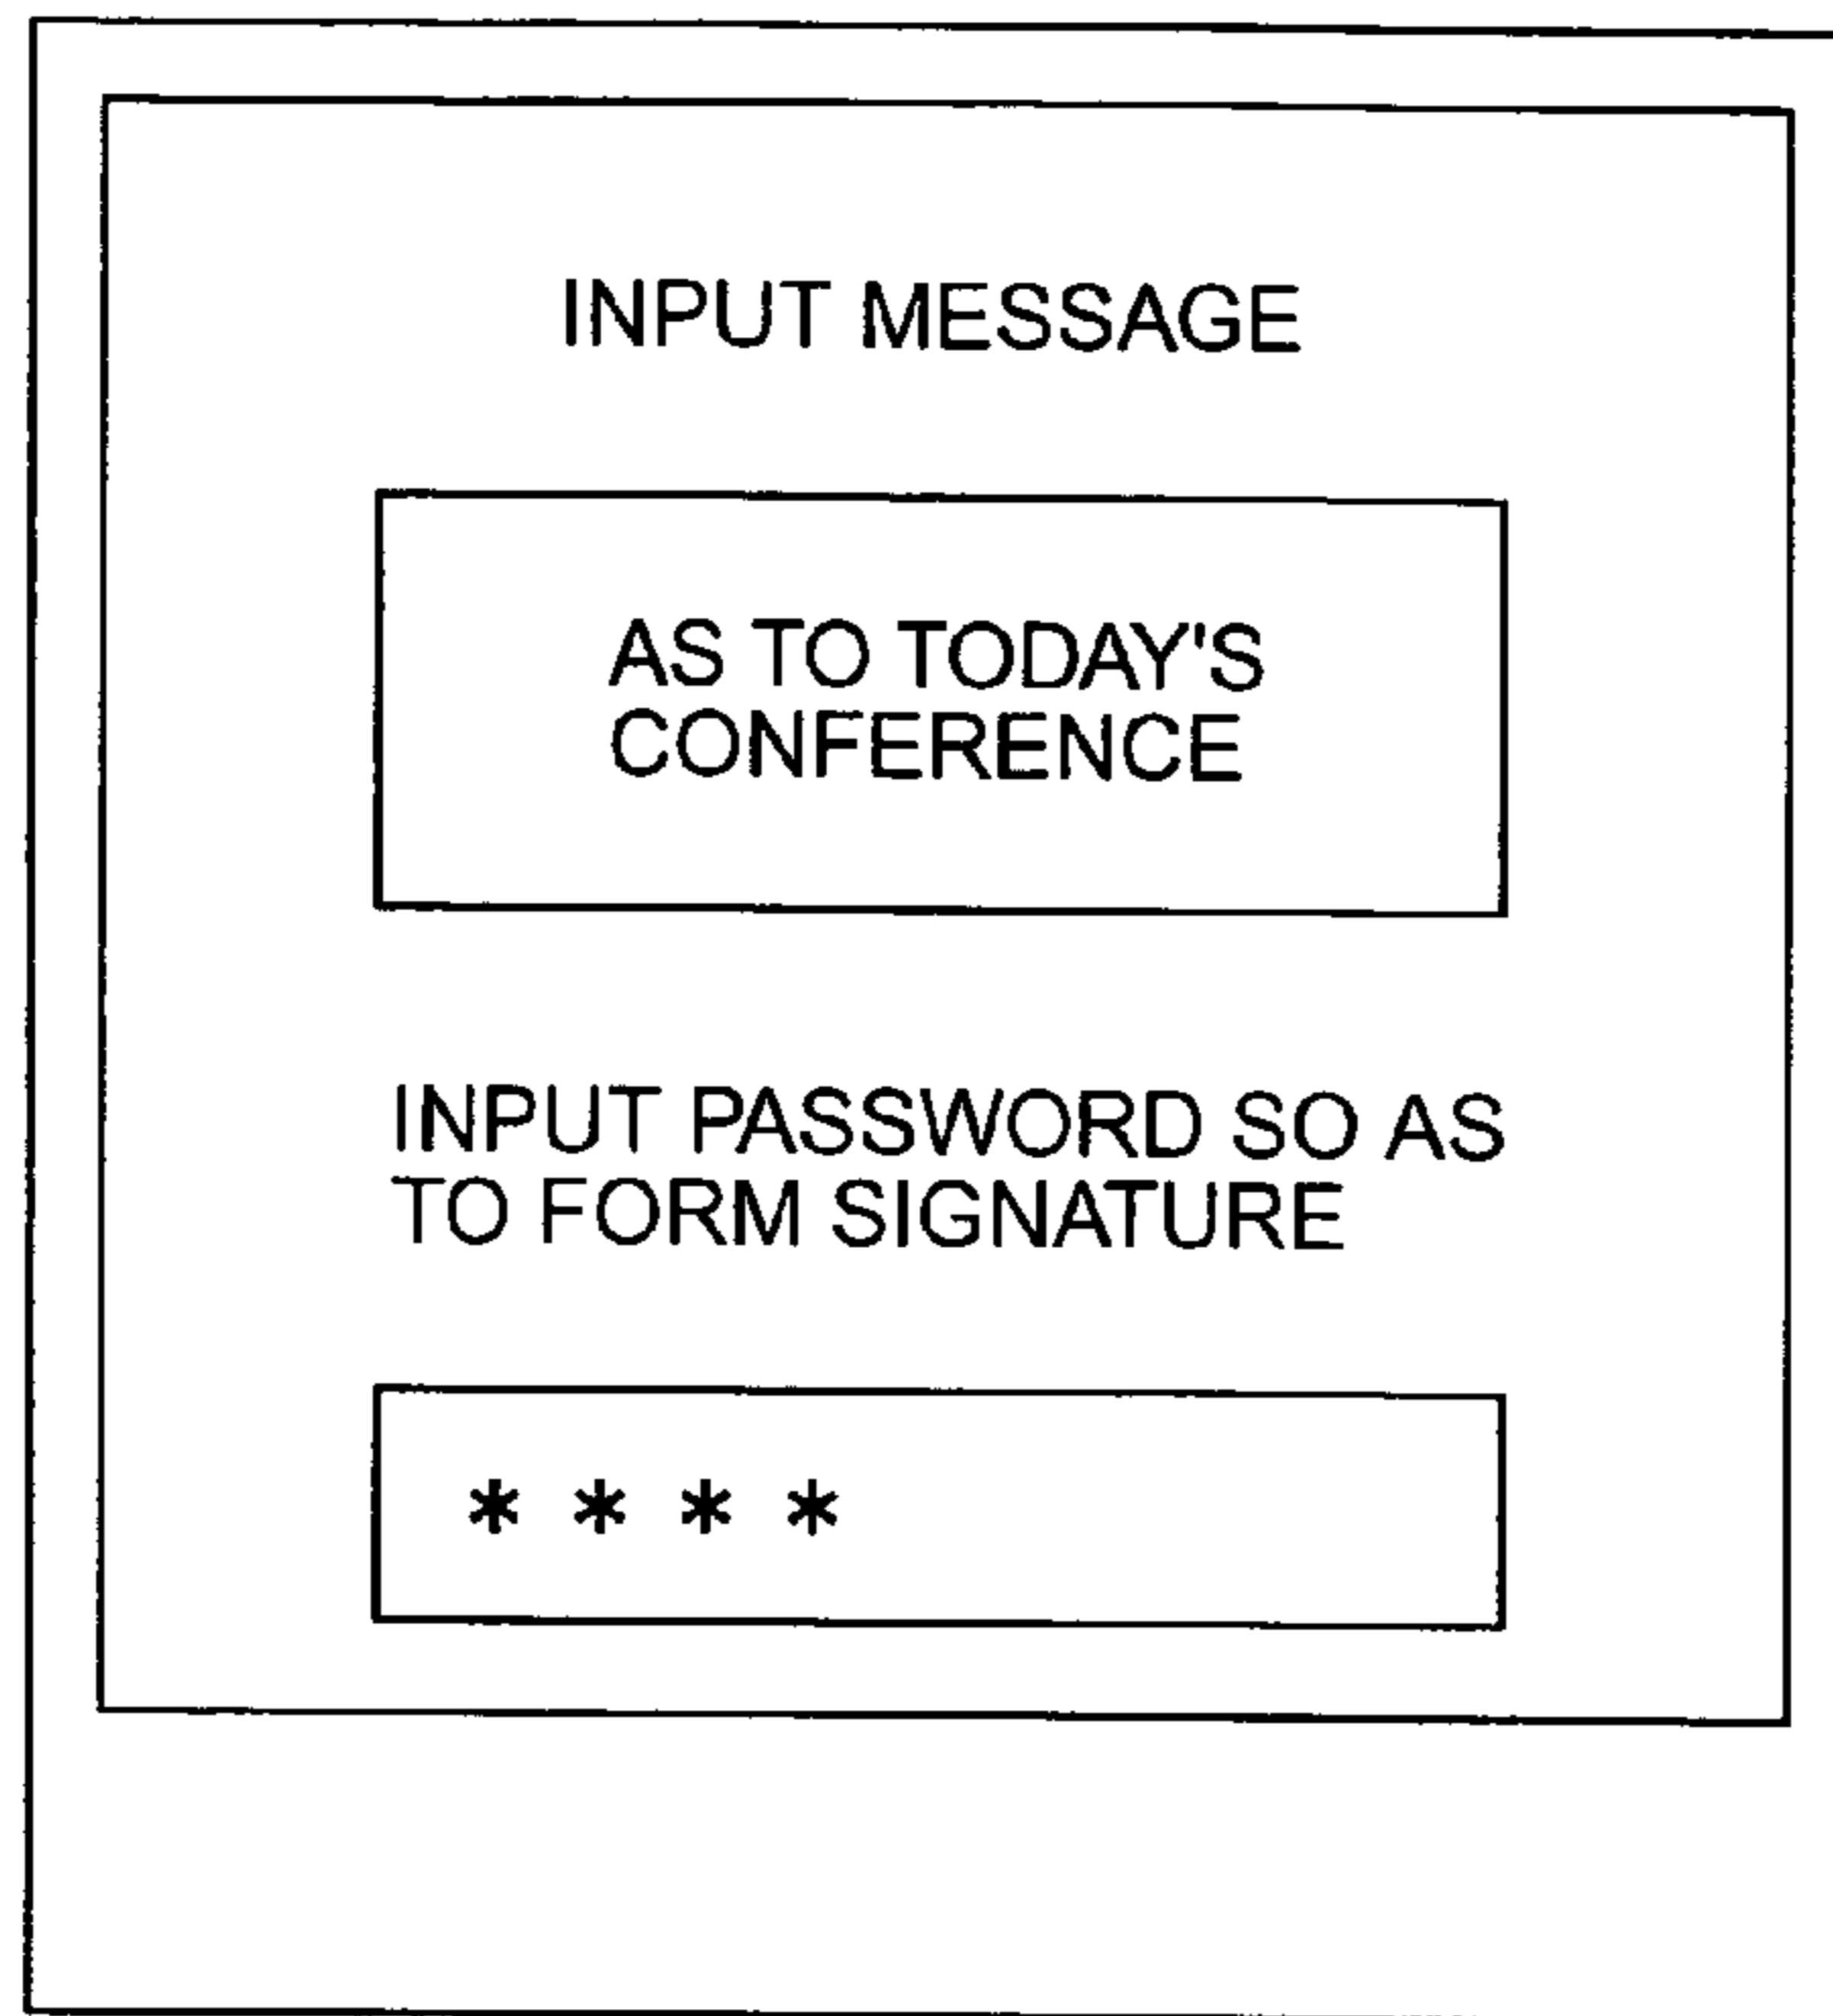 INPUT MESSAGE
AS TO TODAY'S
CONFERENCE
INPUT PASSWORD SO AS
TO FORM SIGNATURE
* * * *